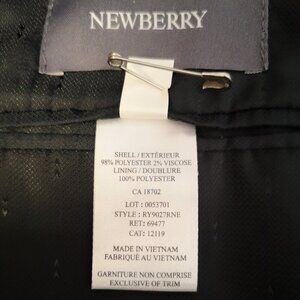 NEWBERRY
SHELL / EXTÉRIEUR
98% POLYESTER 2% VISCOSE
LINING / DOUBLURE
100% POLYESTER
CA 18702
LOT : 0053701
STYLE : RY9027RNE
REF: 69477
CAT: 12119
MADE IN VIETNAM
FABRIQUÉ AU VIETNAM
GARNITURE NON COMPRISE
EXCLUSIVE OF TRIM